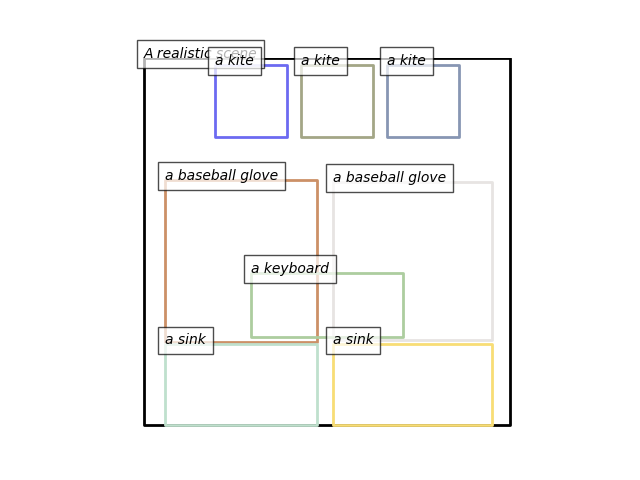 A realistic scene
a kite
a kite
a kite
a baseball glove
a baseball glove
a keyboard
a sink
a sink